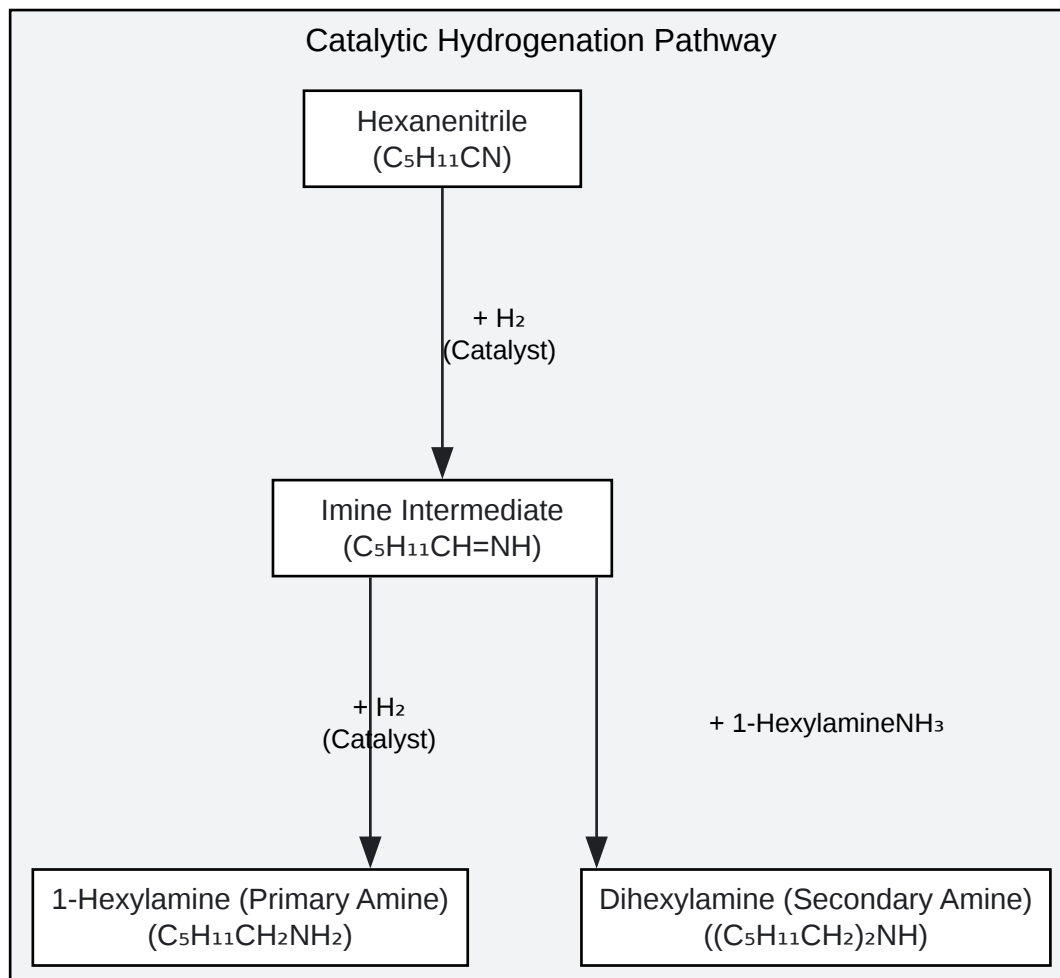 Catalytic Hydrogenation Pathway
Hexanenitrile
(C₅H₁₁CN)
+ H₂
(Catalyst)
Imine Intermediate
(C₅H₁₁CH=NH)
+ H₂
(Catalyst)
+ 1-HexylamineNH₃
1-Hexylamine (Primary Amine)
(C₅H₁₁CH₂NH₂)
Dihexylamine (Secondary Amine)
((C₅H₁₁CH₂)₂NH)